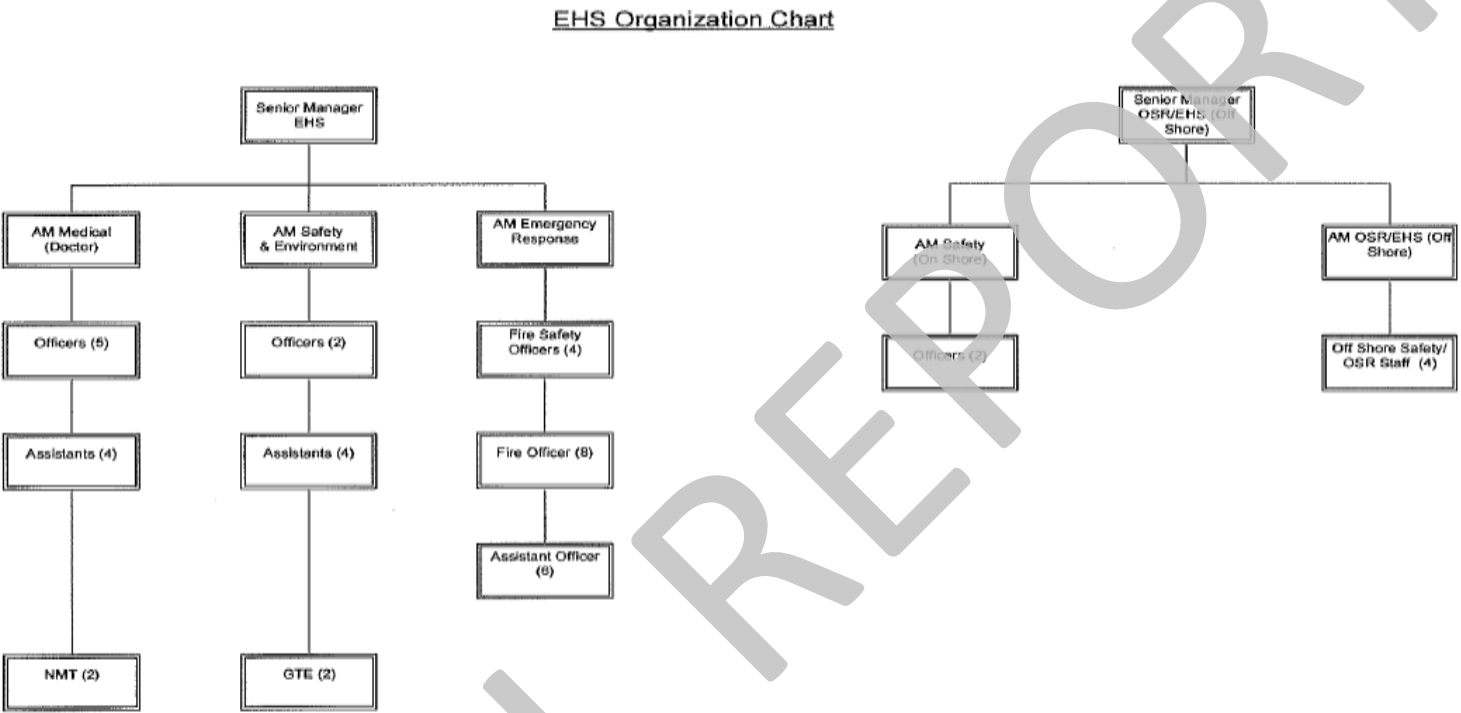 EHS Organization Chart
Senior Manager
EHS
Senior Manager
OSR/EHS (Off
Shore)
AM Medical
(Doctor)
AM Safety
& Environment
AM Emergency
Response
AM Safety
(On Shore)
AM OSR/EHS (Off
Shore)
Officers (5)
Officers (2)
Fire Safety
Officers (4)
Officers (2)
Off Shore Safety/
OSR Staff (4)
Assistants (4)
Assistants (4)
Fire Officer (8)
Assistant Officer
(6)
NMT (2)
GTE (2)
REPORT